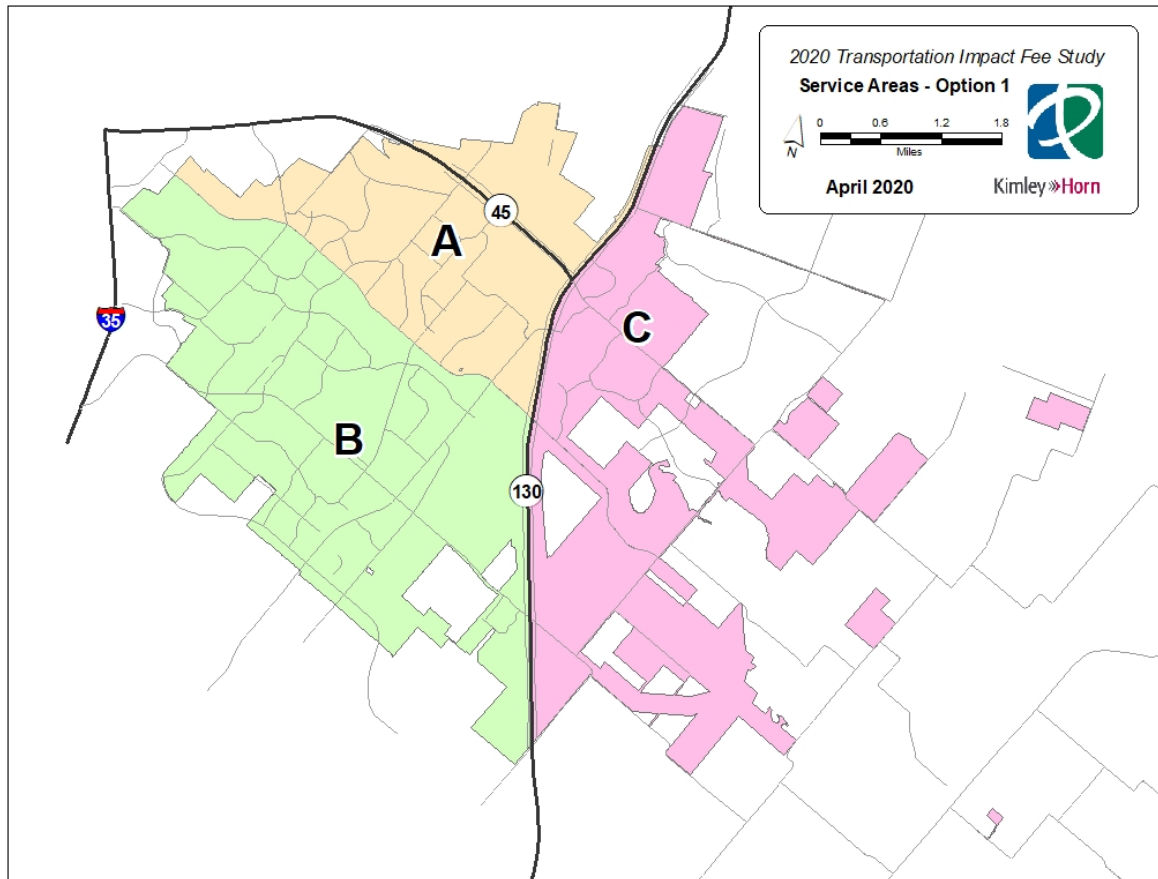 2020 Transportation Impact Fee Study
Service Areas - Option 1
0 0.6 1.2 1.8
Miles
N
April 2020
Kimley»Horn
45
A
35
C
B
130